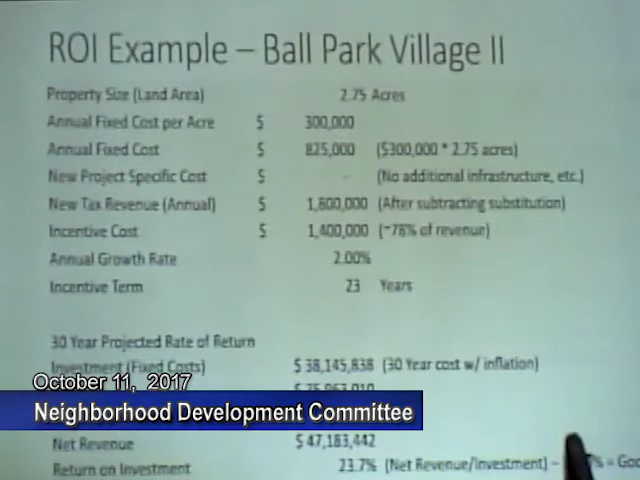 ROI Example – Ball Park Village II
Property Size (Land Area) 2.75 Acres
Annual Fixed Cost per Acre $ 300,000
Annual Fixed Cost $ 825,000 ($300,000 * 2.75 acres)
New Project Specific Cost $ - (No additional infrastructure, etc.)
New Tax Revenue (Annual) $ 1,800,000 (After subtracting substitution)
Incentive Cost $ 1,400,000 (~78% of revenue)
Annual Growth Rate 2.00%
Incentive Term 23 Years
30 Year Projected Rate of Return
Investment (Fixed Costs) $ 38,145,838 (30 Year cost w/ inflation)
October 11, 2017
Neighborhood Development Committee
Net Revenue $ 47,183,442
Return on Investment 23.7% (Net Revenue/Investment) –